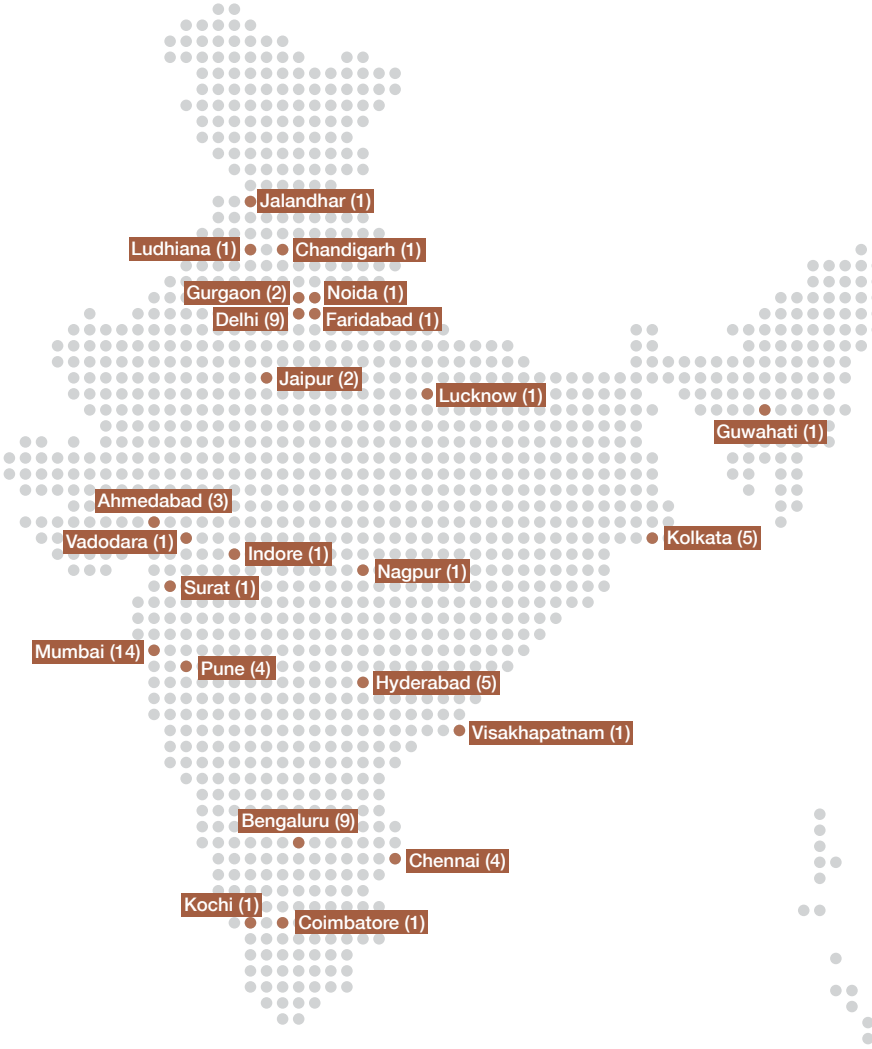 Jalandhar (1)
Ludhiana (1)
Chandigarh (1)
Gurgaon (2)
Noida (1)
Delhi (9)
Faridabad (1)
Jaipur (2)
Lucknow (1)
Guwahati (1)
Ahmedabad (3)
Vadodara (1)
Kolkata (5)
Indore (1)
Nagpur (1)
Surat (1)
Mumbai (14)
Pune (4)
Hyderabad (5)
Visakhapatnam (1)
Bengaluru (9)
Chennai (4)
Kochi (1)
Coimbatore (1)